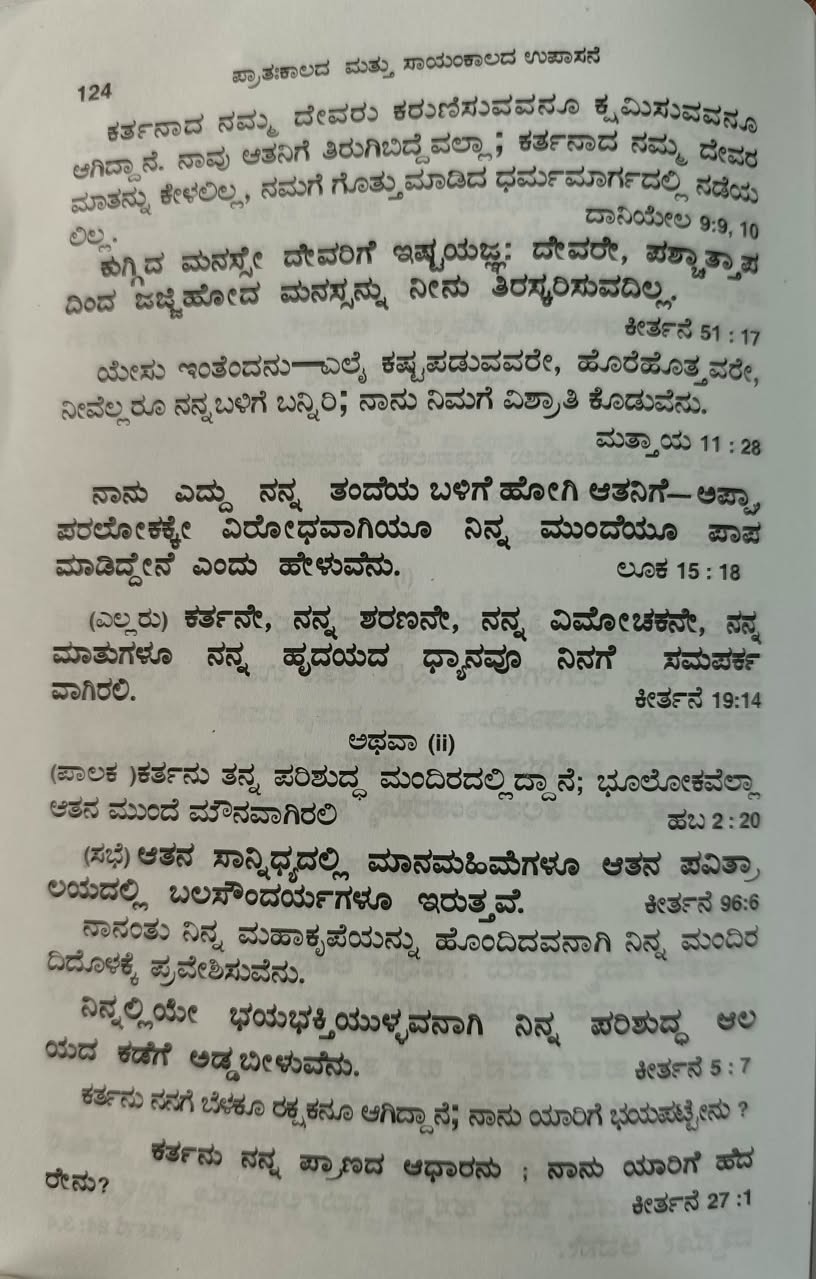 124
ಪ್ರಾತಃಕಾಲದ ಮತ್ತು ಸಾಯಂಕಾಲದ ಉಪಾಸನೆ
ಕರ್ತನಾದ ನಮ್ಮ ದೇವರು ಕರುಣಿಸುವವನೂ ಕ್ಷಮಿಸುವವನೂ
ಆಗಿದ್ದಾನೆ. ನಾವು ಆತನಿಗೆ ತಿರುಗಿಬಿದ್ದೆವಲ್ಲಾ; ಕರ್ತನಾದ ನಮ್ಮ ದೇವರ
ಮಾತನ್ನು ಕೇಳಲಿಲ್ಲ, ನಮಗೆ ಗೊತ್ತುಮಾಡಿದ ಧರ್ಮಮಾರ್ಗದಲ್ಲಿ ನಡೆಯ
ಲಿಲ್ಲ. ದಾನಿಯೇಲ 9:9, 10
ಕುಗ್ಗಿದ ಮನಸ್ಸೇ ದೇವರಿಗೆ ಇಷ್ಟಯಜ್ಞ: ದೇವರೇ, ಪಶ್ಚಾತ್ತಾಪ
ದಿಂದ ಜಜ್ಜಿಹೋದ ಮನಸ್ಸನ್ನು ನೀನು ತಿರಸ್ಕರಿಸುವದಿಲ್ಲ.
ಕೀರ್ತನೆ 51 : 17
ಯೇಸು ಇಂತೆಂದನು—ಎಲೈ ಕಷ್ಟಪಡುವವರೇ, ಹೊರೆಹೊತ್ತವರೇ,
ನೀವೆಲ್ಲರೂ ನನ್ನಬಳಿಗೆ ಬನ್ನಿರಿ; ನಾನು ನಿಮಗೆ ವಿಶ್ರಾತಿ ಕೊಡುವೆನು.
ಮತ್ತಾಯ 11 : 28
ನಾನು ಎದ್ದು ನನ್ನ ತಂದೆಯ ಬಳಿಗೆ ಹೋಗಿ ಆತನಿಗೆ—ಅಪ್ಪಾ,
ಪರಲೋಕಕ್ಕೇ ವಿರೋಧವಾಗಿಯೂ ನಿನ್ನ ಮುಂದೆಯೂ ಪಾಪ
ಮಾಡಿದ್ದೇನೆ ಎಂದು ಹೇಳುವೆನು. ಲೂಕ 15 : 18
(ಎಲ್ಲರು) ಕರ್ತನೇ, ನನ್ನ ಶರಣನೇ, ನನ್ನ ವಿಮೋಚಕನೇ, ನನ್ನ
ಮಾತುಗಳೂ ನನ್ನ ಹೃದಯದ ಧ್ಯಾನವೂ ನಿನಗೆ ಸಮಪರ್ಕ
ವಾಗಿರಲಿ. ಕೀರ್ತನೆ 19:14
ಅಥವಾ (ii)
(ಪಾಲಕ )ಕರ್ತನು ತನ್ನ ಪರಿಶುದ್ಧ ಮಂದಿರದಲ್ಲಿದ್ದಾನೆ; ಭೂಲೋಕವೆಲ್ಲಾ
ಆತನ ಮುಂದೆ ಮೌನವಾಗಿರಲಿ ಹಬ 2 : 20
(ಸಭೆ) ಆತನ ಸಾನ್ನಿಧ್ಯದಲ್ಲಿ ಮಾನಮಹಿಮೆಗಳೂ ಆತನ ಪವಿತ್ರಾ
ಲಯದಲ್ಲಿ ಬಲಸೌಂದರ್ಯಗಳೂ ಇರುತ್ತವೆ. ಕೀರ್ತನೆ 96:6
ನಾನಂತು ನಿನ್ನ ಮಹಾಕೃಪೆಯನ್ನು ಹೊಂದಿದವನಾಗಿ ನಿನ್ನ ಮಂದಿರ
ದಿದೊಳಕ್ಕೆ ಪ್ರವೇಶಿಸುವೆನು.
ನಿನ್ನಲ್ಲಿಯೇ ಭಯಭಕ್ತಿಯುಳ್ಳವನಾಗಿ ನಿನ್ನ ಪರಿಶುದ್ಧ ಆಲ
ಯದ ಕಡೆಗೆ ಅಡ್ಡಬೀಳುವೆನು. ಕೀರ್ತನೆ 5 : 7
ಕರ್ತನು ನನಗೆ ಬೆಳಕೂ ರಕ್ಷಕನೂ ಆಗಿದ್ದಾನೆ; ನಾನು ಯಾರಿಗೆ ಭಯಪಟ್ಟೇನು ?
ಕರ್ತನು ನನ್ನ ಪ್ರಾಣದ ಆಧಾರನು ; ನಾನು ಯಾರಿಗೆ ಹೆದ
ರೇನು? ಕೀರ್ತನೆ 27 :1